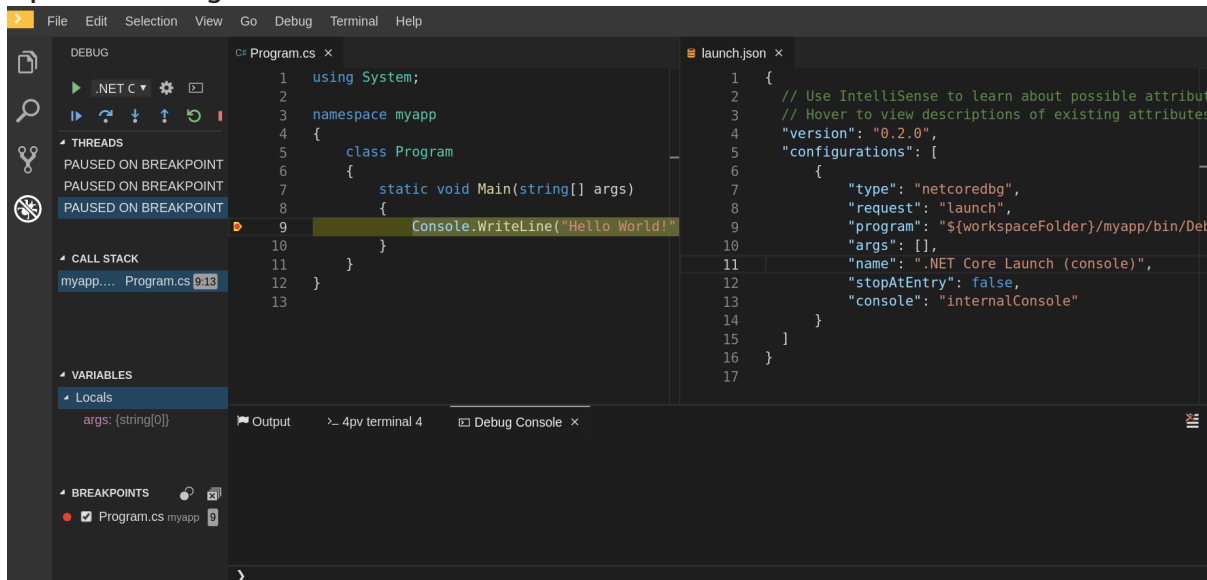 File Edit Selection View Go Debug Terminal Help
DEBUG
.NET C
THREADS
PAUSED ON BREAKPOINT
PAUSED ON BREAKPOINT
PAUSED ON BREAKPOINT
CALL STACK
myapp.... Program.cs 9:13
VARIABLES
Locals
args: {string[0]}
BREAKPOINTS
Program.cs myapp 9
C# Program.cs ×
1 using System;
2
3 namespace myapp
4 {
5 class Program
6 {
7 static void Main(string[] args)
8 {
9 Console.WriteLine("Hello World!"
10 }
11 }
12 }
13
launch.json ×
1 {
2 // Use IntelliSense to learn about possible attribut
3 // Hover to view descriptions of existing attributes
4 "version": "0.2.0",
5 "configurations": [
6 {
7 "type": "netcoredbg",
8 "request": "launch",
9 "program": "${workspaceFolder}/myapp/bin/Deb
10 "args": [],
11 "name": ".NET Core Launch (console)",
12 "stopAtEntry": false,
13 "console": "internalConsole"
14 }
15 ]
16 }
17
Output >_ 4pv terminal 4 Debug Console ×